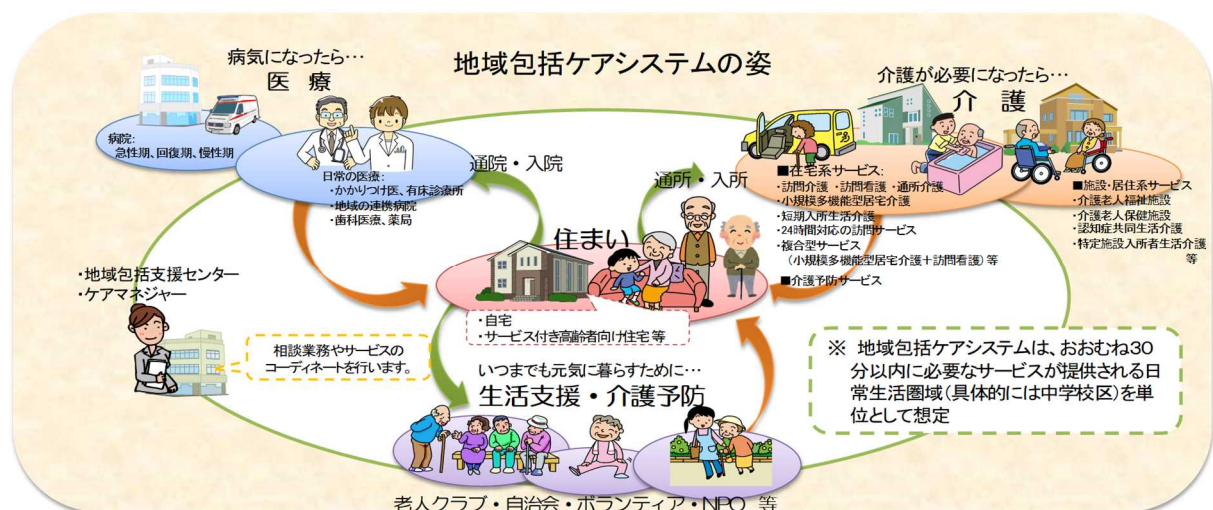 地域包括ケアシステムの姿
病気になったら…
医　療
病院:
急性期、回復期、慢性期
日常の医療:
・かかりつけ医、有床診療所
・地域の連携病院
・歯科医療、薬局
通院・入院
通所・入所
介護が必要になったら…
介　護
■在宅系サービス:
・訪問介護 ・訪問看護 ・通所介護
・小規模多機能型居宅介護
・短期入所生活介護
・24時間対応の訪問サービス
・複合型サービス
（小規模多機能型居宅介護＋訪問看護）等
■介護予防サービス
■施設・居住系サービス
・介護老人福祉施設
・介護老人保健施設
・認知症共同生活介護
・特定施設入所者生活介護
等
住まい
・自宅
・サービス付き高齢者向け住宅 等
・地域包括支援センター
・ケアマネジャー
相談業務やサービスの
コーディネートを行います。
いつまでも元気に暮らすために…
生活支援・介護予防
老人クラブ・自治会・ボランティア・NPO 等
※ 地域包括ケアシステムは、おおむね30
分以内に必要なサービスが提供される日
常生活圏域（具体的には中学校区）を単
位として想定